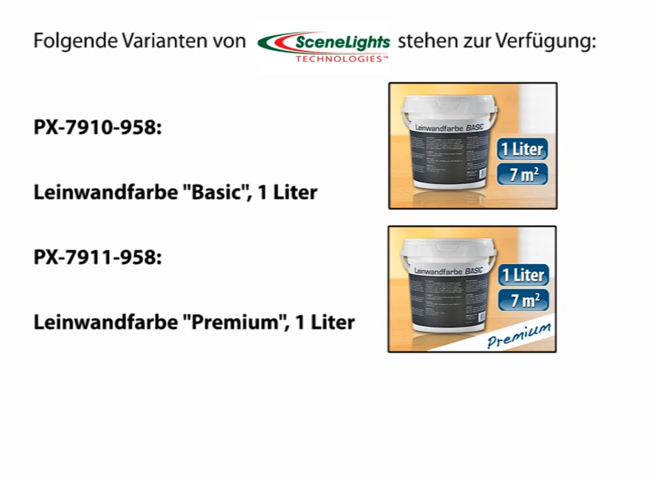 Folgende Varianten von SceneLights TECHNOLOGIES™ stehen zur Verfügung:
PX-7910-958:
Leinwandfarbe "Basic", 1 Liter
Leinwandfarbe BASIC
1 Liter
7 m²
PX-7911-958:
Leinwandfarbe "Premium", 1 Liter
Leinwandfarbe BASIC
1 Liter
7 m²
Premium